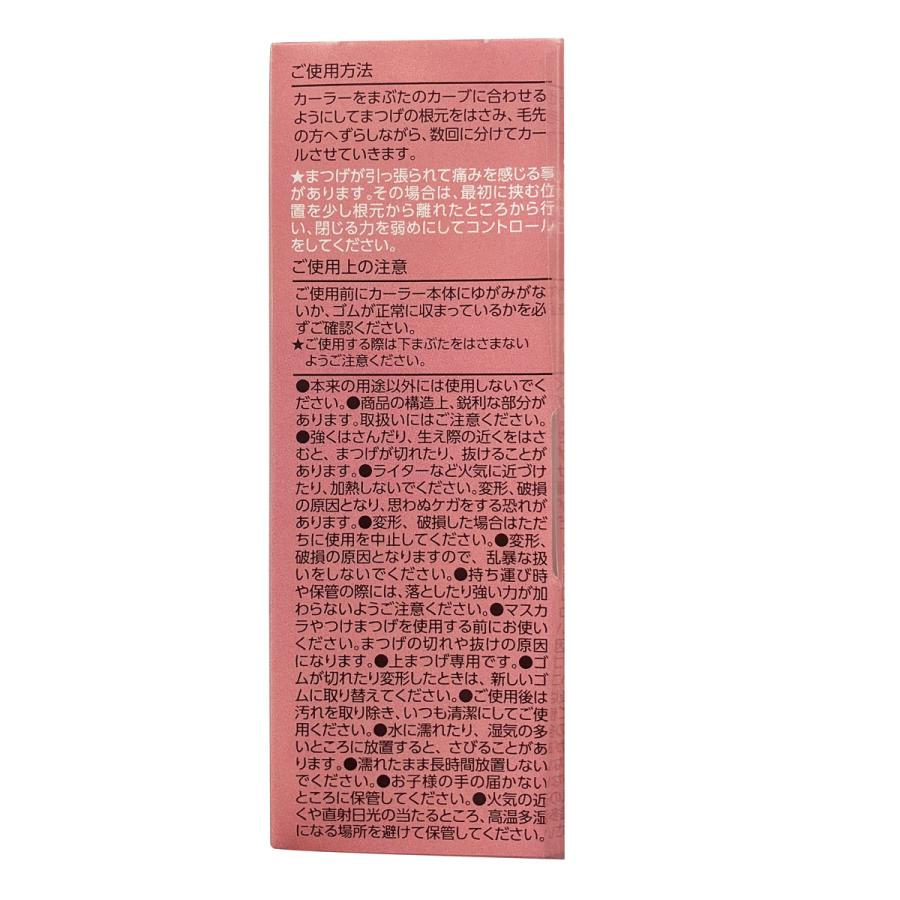 ご使用方法
カーラーをまぶたのカーブに合わせる
ようにしてまつげの根元をはさみ、毛先
の方へずらしながら、数回に分けてカー
ルさせていきます。
★まつげが引っ張られて痛みを感じる事
があります。その場合は、最初に挟む位
置を少し根元から離れたところから行
い、閉じる力を弱めにしてコントロール
をしてください。
ご使用上の注意
ご使用前にカーラー本体にゆがみがな
いか、ゴムが正常に収まっているかを必
ずご確認ください。
★ご使用する際は下まぶたをはさまない
ようご注意ください。
●本来の用途以外には使用しないでく
ださい。●商品の構造上、鋭利な部分が
あります。取扱いにはご注意ください。
●強くはさんだり、生え際の近くをはさ
むと、まつげが切れたり、抜けることが
あります。●ライターなど火気に近づけ
たり、加熱しないでください。変形、破損
の原因となり、思わぬケガをする恐れが
あります。●変形、破損した場合はただ
ちに使用を中止してください。●変形、
破損の原因となりますので、乱暴な扱
いをしないでください。●持ち運び時
や保管の際には、落としたり強い力が加
わらないようご注意ください。●マスカ
ラやつけまつげを使用する前にお使い
ください。まつげの切れや抜けの原因
になります。●上まつげ専用です。●ゴ
ムが切れたり変形したときは、新しいゴ
ムに取り替えてください。●ご使用後は
汚れを取り除き、いつも清潔にしてご使
用ください。●水に濡れたり、湿気の多
いところに放置すると、さびることがあ
ります。●濡れたまま長時間放置しない
でください。●お子様の手の届かない
ところに保管してください。●火気の近
くや直射日光の当たるところ、高温多湿
になる場所を避けて保管してください。